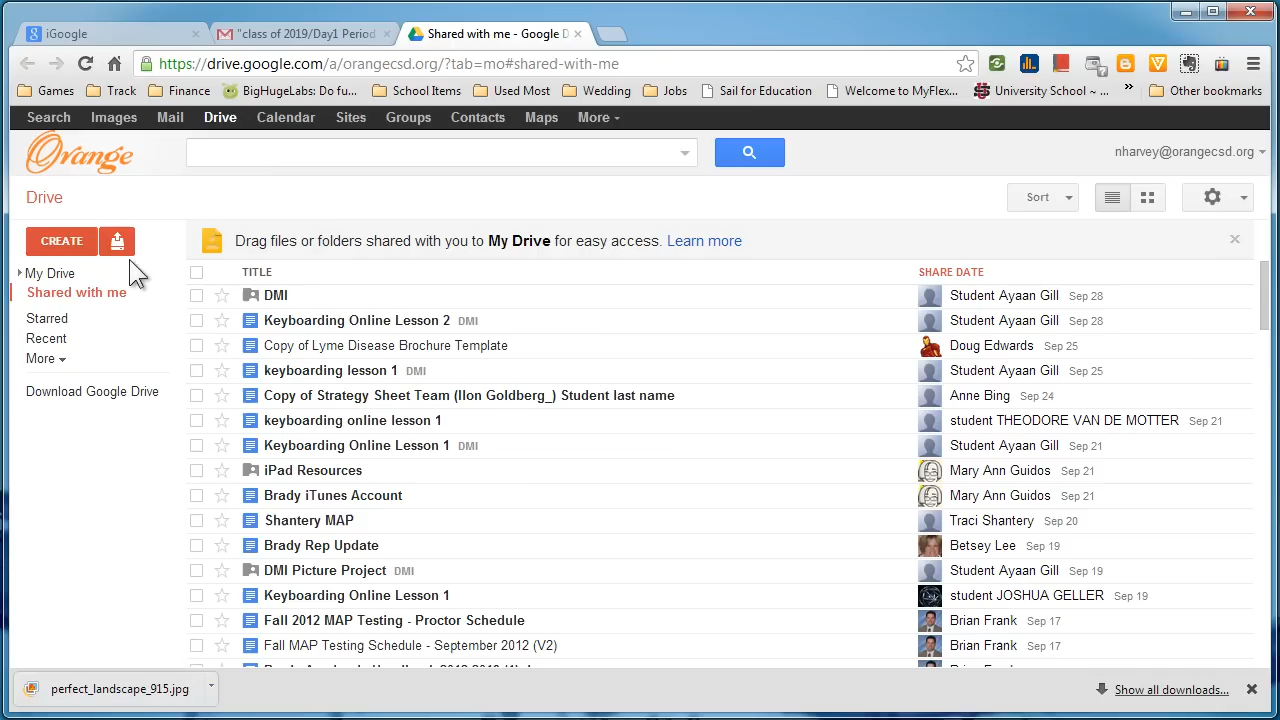 iGoogle
"class of 2019/Day1 Period
Shared with me - Google D
https://drive.google.com/a/orangecsd.org/?tab=mo#shared-with-me
Games Track Finance BigHugeLabs: Do fu... School Items Used Most Wedding Jobs Sail for Education Welcome to MyFlex... University School ~ ... » Other bookmarks
Search Images Mail Drive Calendar Sites Groups Contacts Maps More
Orange
nharvey@orangecsd.org
Drive
Sort
CREATE
Drag files or folders shared with you to My Drive for easy access. Learn more
My Drive
Shared with me
Starred
Recent
More
Download Google Drive
TITLE SHARE DATE
DMI Student Ayaan Gill Sep 28
Keyboarding Online Lesson 2 DMI Student Ayaan Gill Sep 28
Copy of Lyme Disease Brochure Template Doug Edwards Sep 25
keyboarding lesson 1 DMI Student Ayaan Gill Sep 25
Copy of Strategy Sheet Team (Ilon Goldberg_) Student last name Anne Bing Sep 24
keyboarding online lesson 1 student THEODORE VAN DE MOTTER Sep 21
Keyboarding Online Lesson 1 DMI Student Ayaan Gill Sep 21
iPad Resources Mary Ann Guidos Sep 21
Brady iTunes Account Mary Ann Guidos Sep 21
Shantery MAP Traci Shantery Sep 20
Brady Rep Update Betsey Lee Sep 19
DMI Picture Project DMI Student Ayaan Gill Sep 19
Keyboarding Online Lesson 1 student JOSHUA GELLER Sep 19
Fall 2012 MAP Testing - Proctor Schedule Brian Frank Sep 17
Fall MAP Testing Schedule - September 2012 (V2) Brian Frank Sep 17
perfect_landscape_915.jpg
Show all downloads...